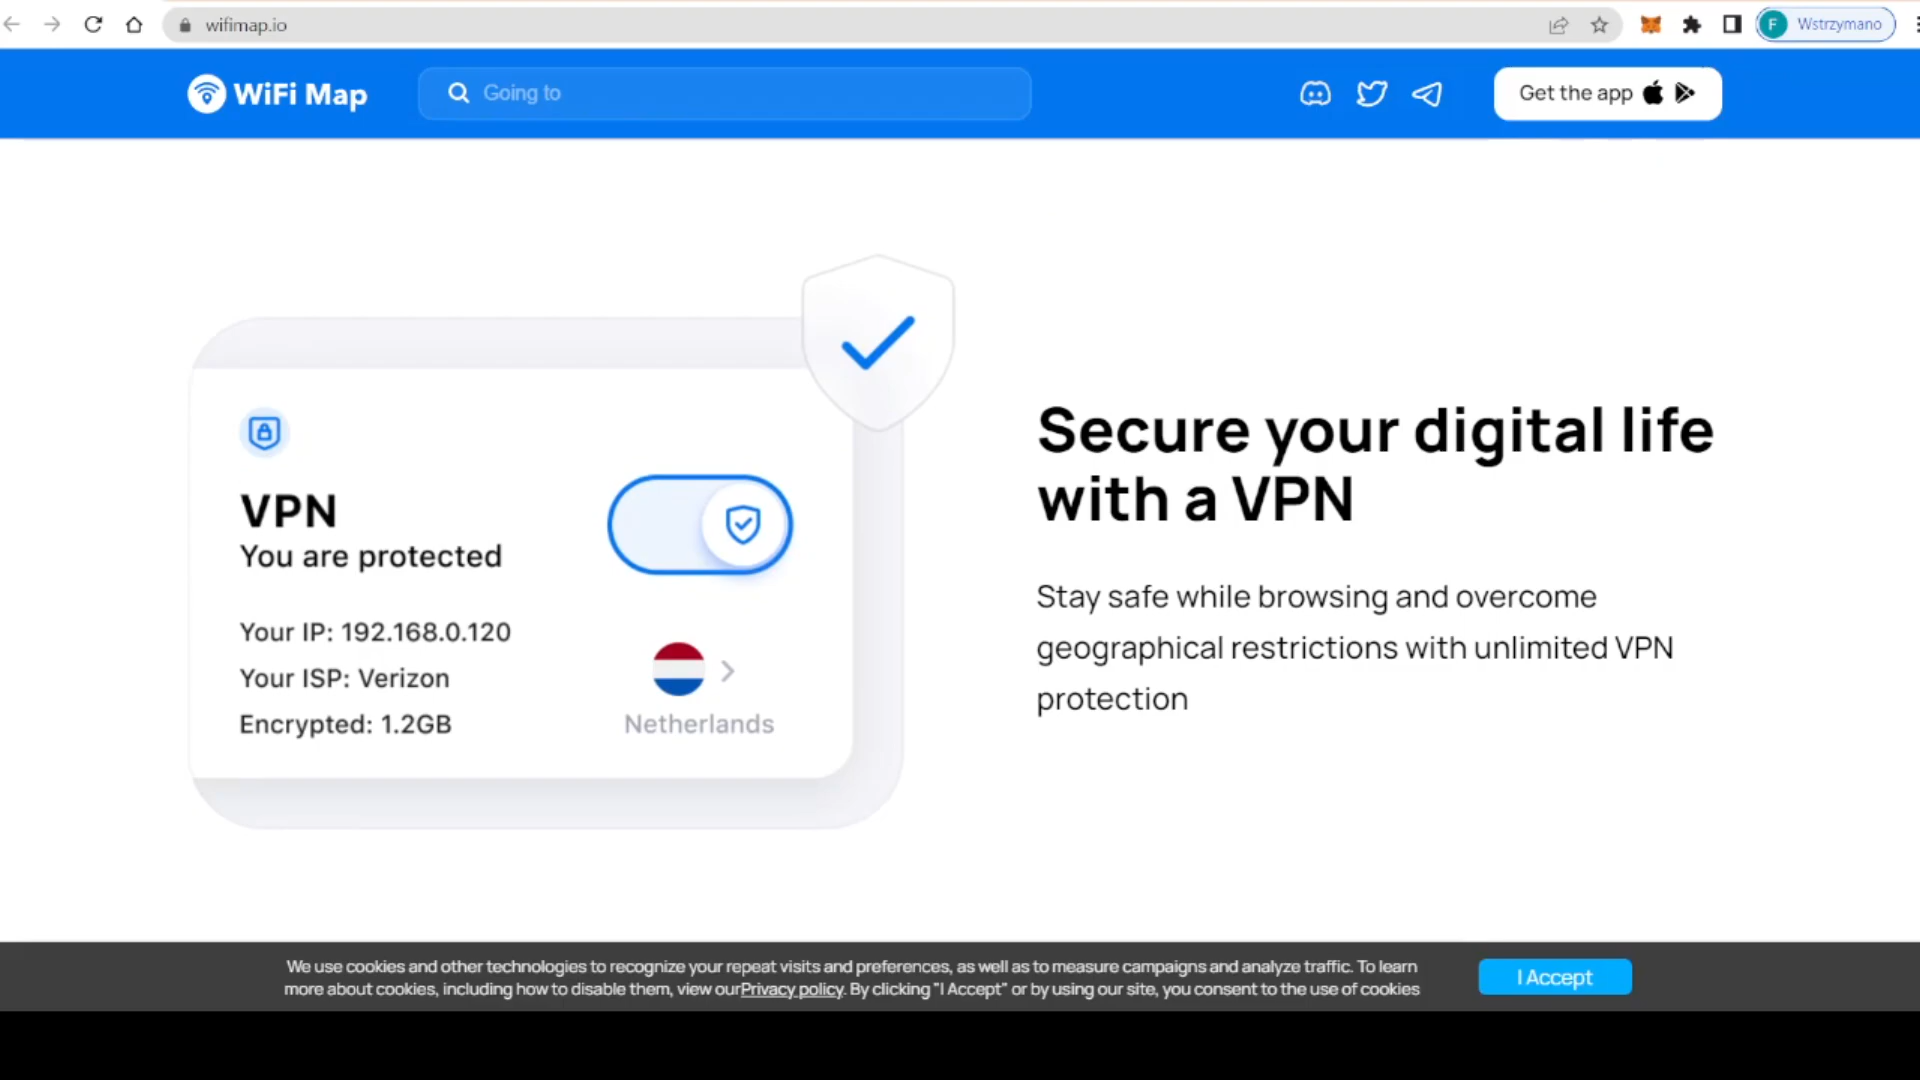 wifimap.io
F Wstrzymano
WiFi Map
Going to
Get the app
VPN
You are protected
Your IP: 192.168.0.120
Your ISP: Verizon
Encrypted: 1.2GB
Netherlands
Secure your digital life
with a VPN
Stay safe while browsing and overcome
geographical restrictions with unlimited VPN
protection
We use cookies and other technologies to recognize your repeat visits and preferences, as well as to measure campaigns and analyze traffic. To learn
more about cookies, including how to disable them, view ourPrivacy policy. By clicking "I Accept" or by using our site, you consent to the use of cookies
I Accept